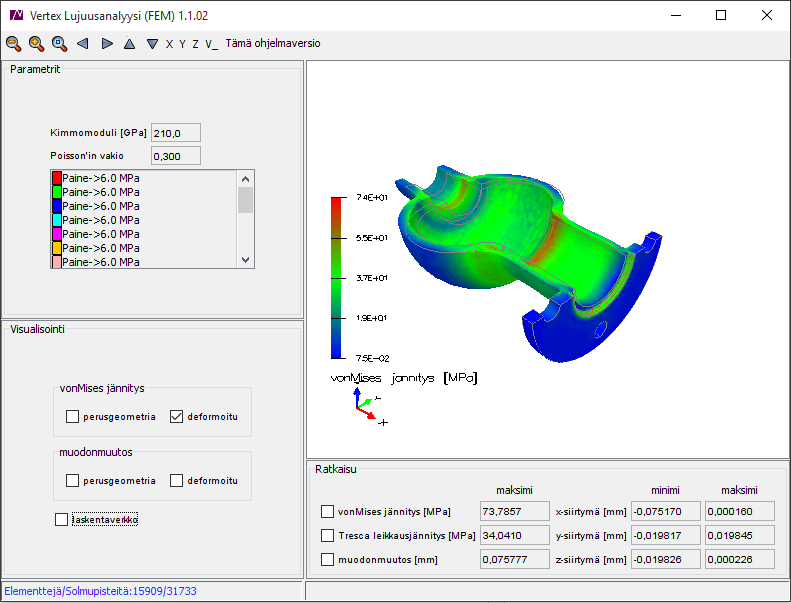 Vertex Lujuusanalyysi (FEM) 1.1.02
X Y Z V_ Tämä ohjelmaversio
Parametrit
Kimmomoduli [GPa] 210,0
Poisson'in vakio 0,300
Paine->6.0 MPa
Paine->6.0 MPa
Paine->6.0 MPa
Paine->6.0 MPa
Paine->6.0 MPa
Paine->6.0 MPa
Paine->6.0 MPa
Visualisointi
vonMises jännitys
perusgeometria deformoitu
muodonmuutos
perusgeometria deformoitu
laskentaverkko
7.4E+01
5.5E+01
3.7E+01
1.9E+01
7.5E-02
vonMises jännitys [MPa]
Ratkaisu
maksimi minimi maksimi
vonMises jännitys [MPa] 73,7857 x-siirtymä [mm] -0,075170 0,000160
Tresca leikkausjännitys [MPa] 34,0410 y-siirtymä [mm] -0,019817 0,019845
muodonmuutos [mm] 0,075777 z-siirtymä [mm] -0,019826 0,000226
Elementtejä/Solmupisteitä:15909/31733